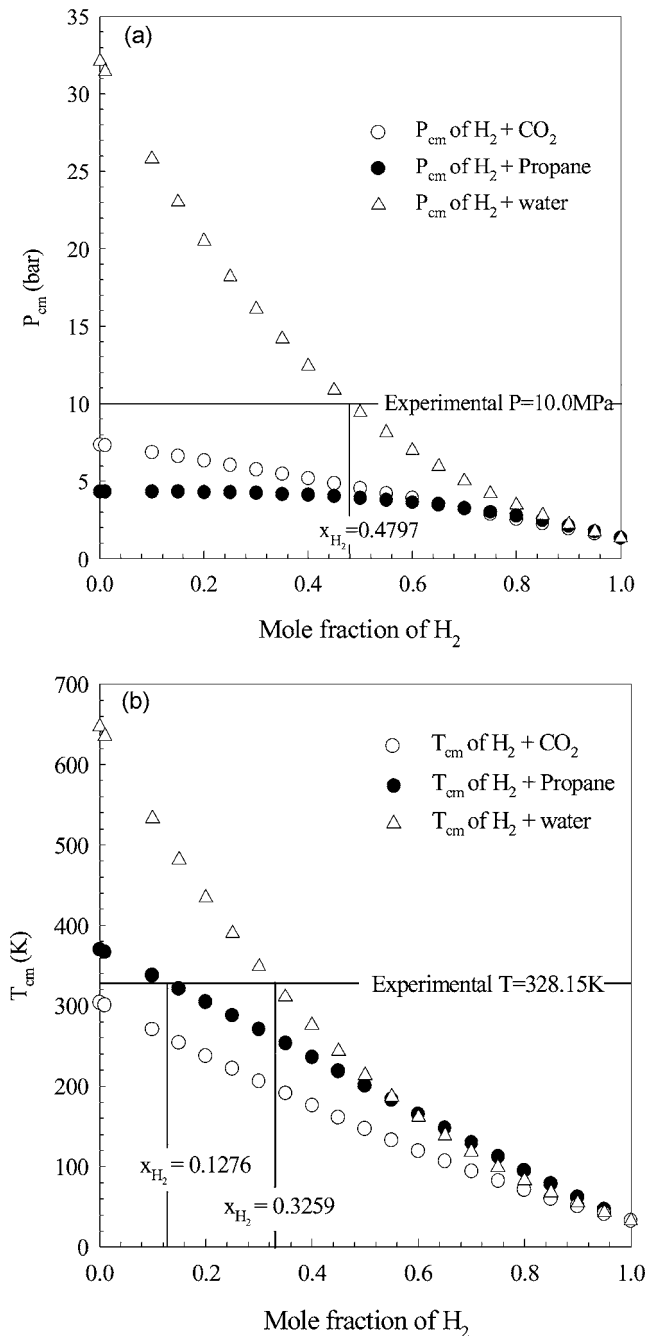 (a)
35
30
25
20
15
10
5
0
P_cm (bar)
P_cm of H_2 + CO_2
P_cm of H_2 + Propane
P_cm of H_2 + water
Experimental P=10.0MPa
x_H_2 = 0.4797
0.0 0.2 0.4 0.6 0.8 1.0
Mole fraction of H_2
(b)
700
600
500
400
300
200
100
0
T_cm (K)
T_cm of H_2 + CO_2
T_cm of H_2 + Propane
T_cm of H_2 + water
Experimental T=328.15K
x_H_2 = 0.1276
x_H_2 = 0.3259
0.0 0.2 0.4 0.6 0.8 1.0
Mole fraction of H_2